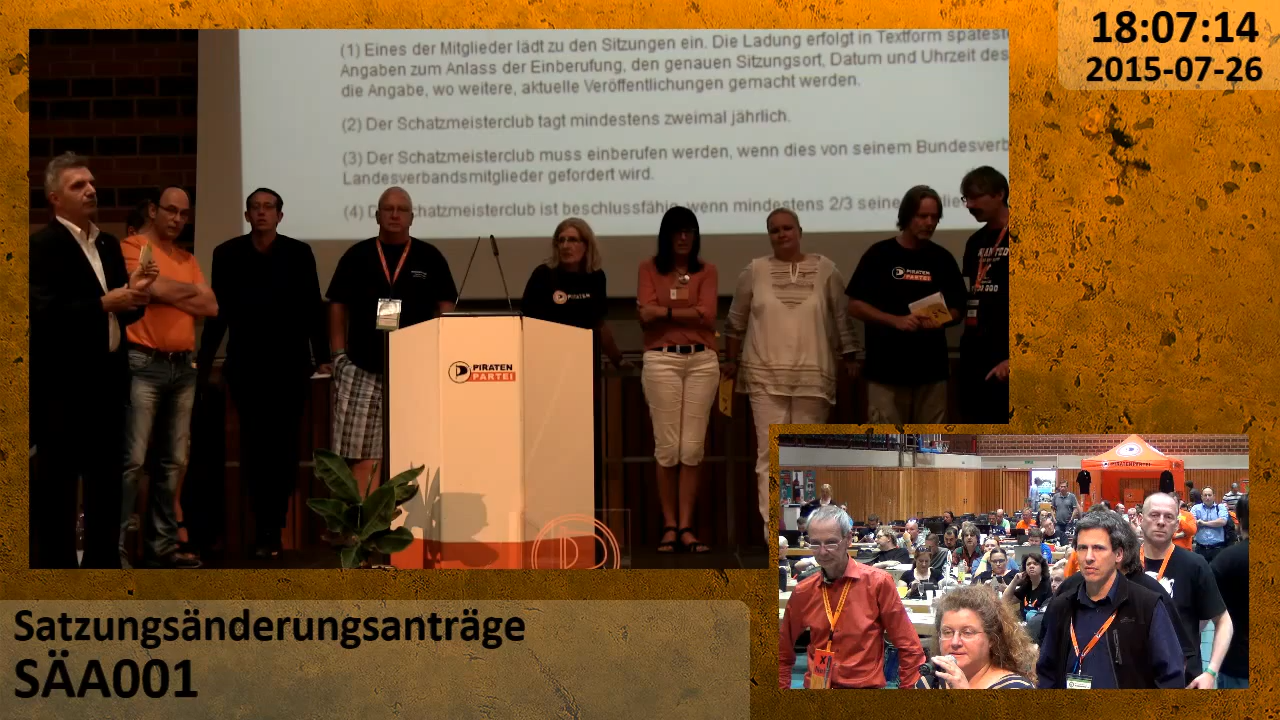 18:07:14
2015-07-26
(1) Eines der Mitglieder lädt zu den Sitzungen ein. Die Ladung erfolgt in Textform
Angaben zum Anlass der Einberufung, den genauen Sitzungsort, Datum und Uhrzeit des
die Angabe, wo weitere, aktuelle Veröffentlichungen gemacht werden.
(2) Der Schatzmeisterclub tagt mindestens zweimal jährlich.
(3) Der Schatzmeisterclub muss einberufen werden, wenn dies von seinem
Landesverbandsmitglieder gefordert wird.
(4) ist beschlussfähig, wenn mindestens 2/3
PIRATEN
PIRATEN
PARTEI
PIRATEN
PARTEI
PIRATENPARTEI
Satzungsänderungsanträge
SÄA001